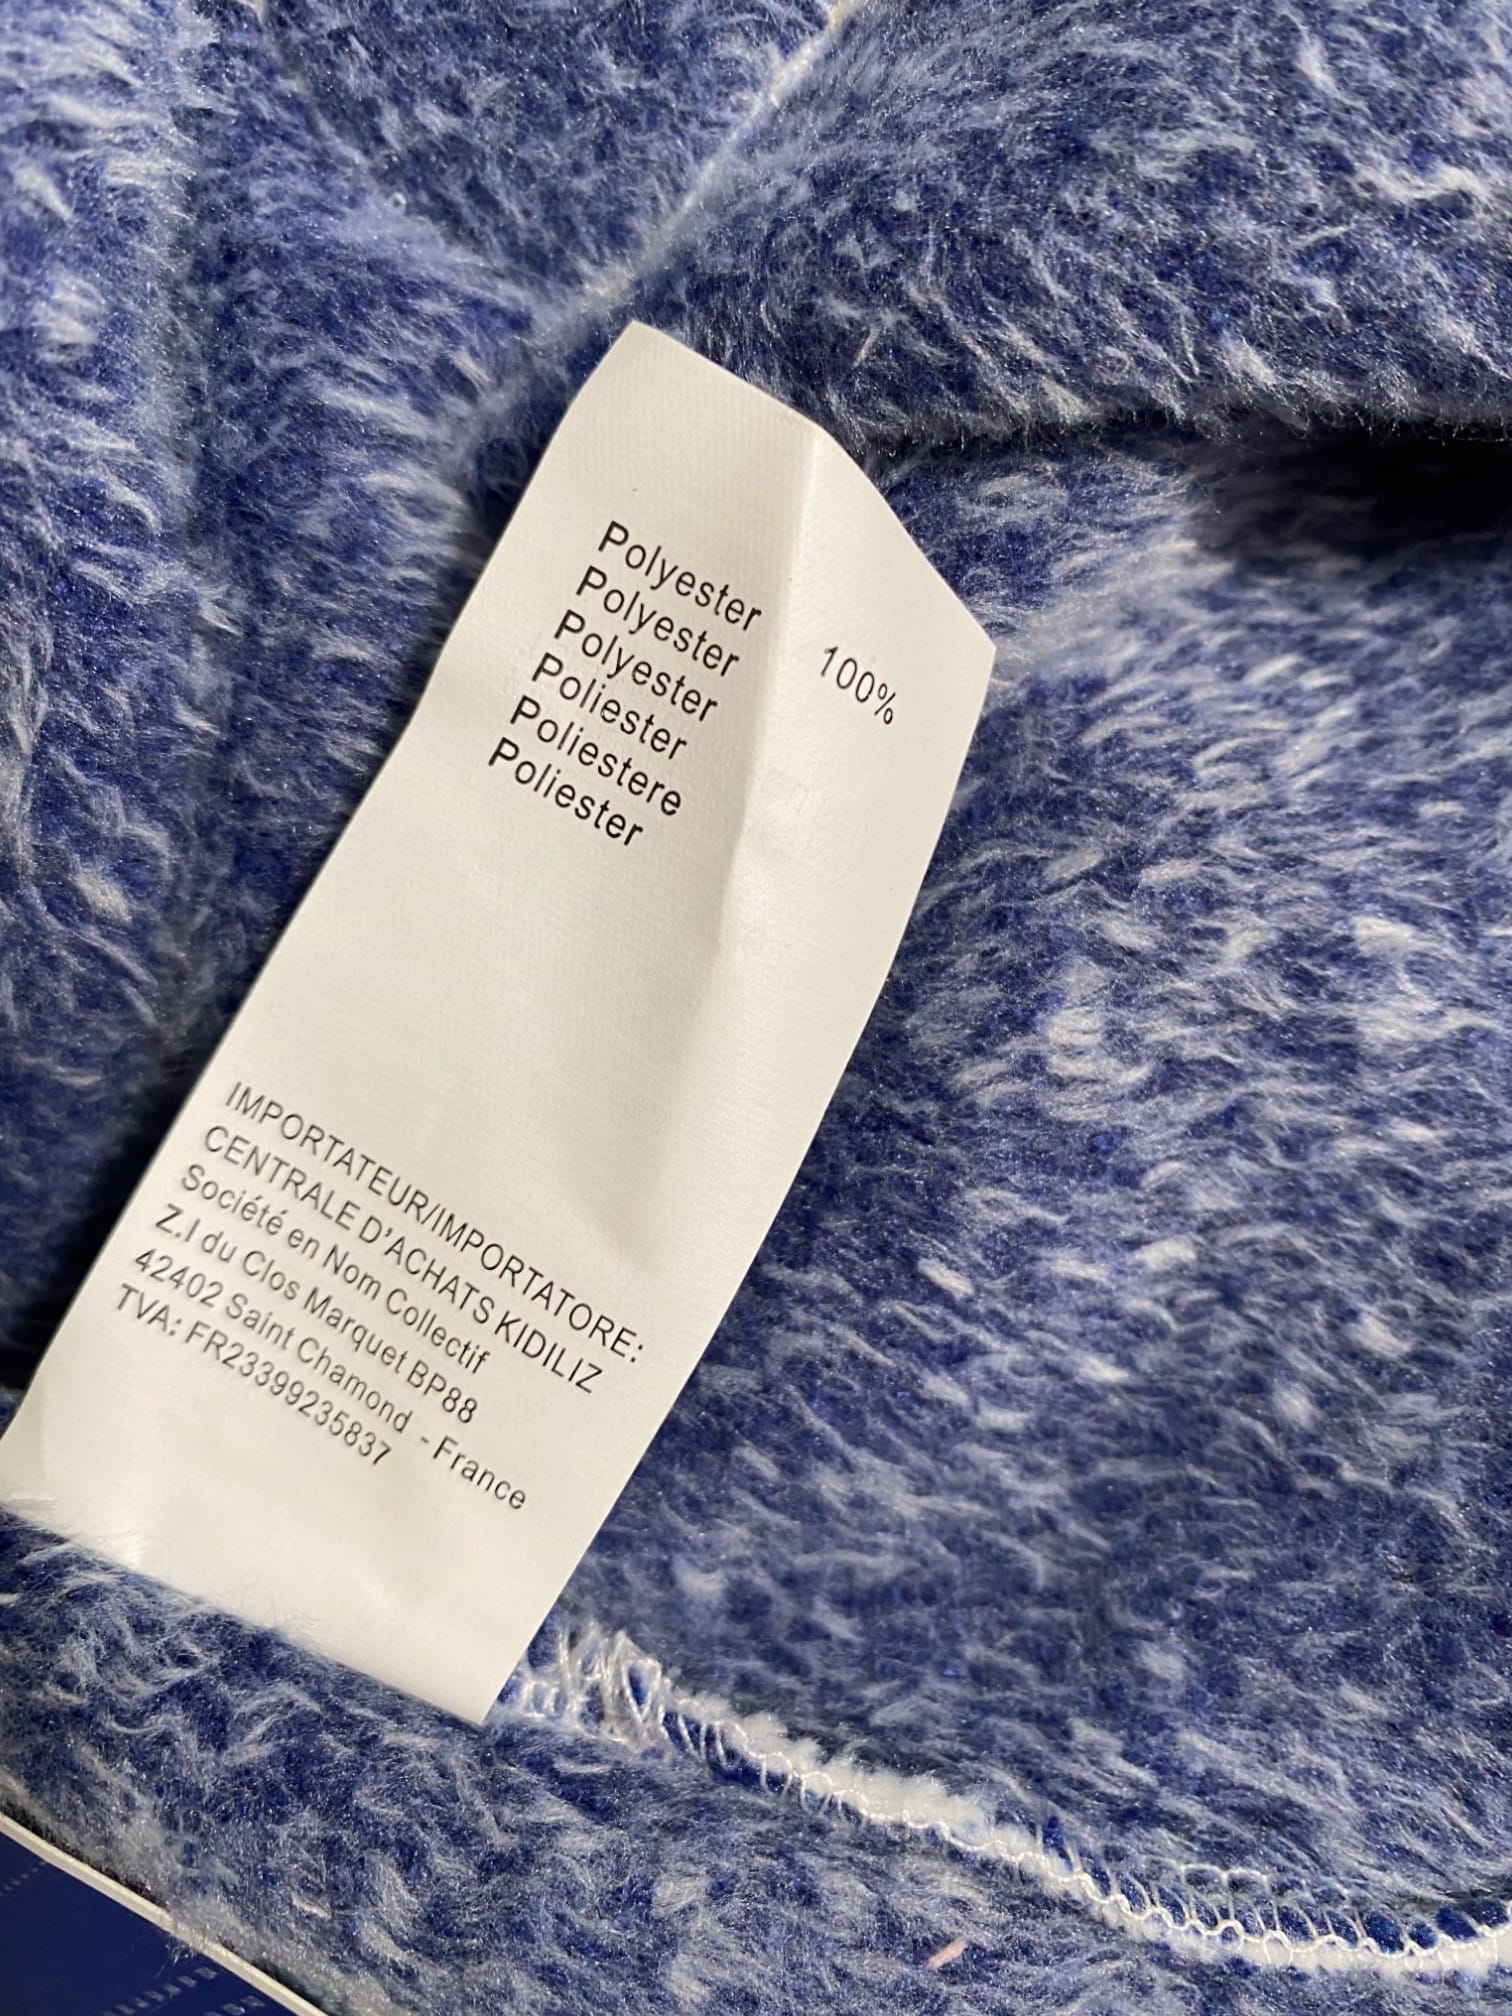 Polyester 100%
Polyester
Polyester
Poliester
Poliestere
Poliester
IMPORTATEUR/IMPORTATORE:
CENTRALE D'ACHATS KIDILIZ
Société en Nom Collectif
Z.I du Clos Marquet BP88
42402 Saint Chamond - France
TVA: FR23399235837